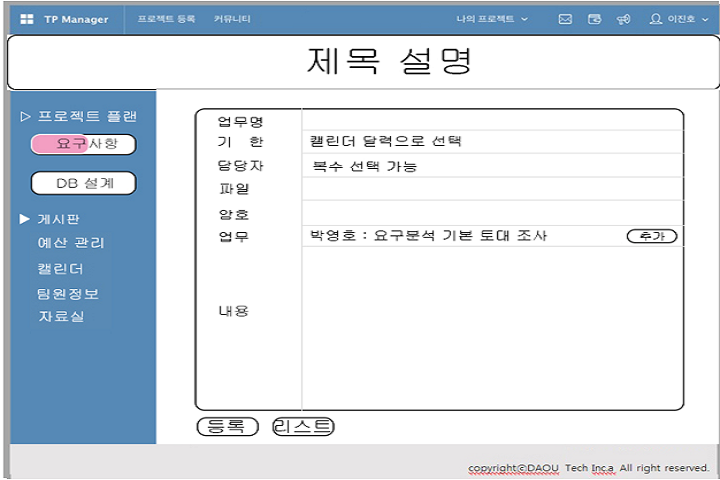 TP Manager 프로젝트 등록 커뮤니티 나의 프로젝트 이진호
제목 설명
▷ 프로젝트 플랜
요구사항
DB 설계
▶ 게시판
예산 관리
캘린더
팀원정보
자료실
업무명
기 한 캘린더 달력으로 선택
담당자 복수 선택 가능
파일
암호
업무 박영호 : 요구분석 기본 토대 조사 추가
내용
등록 리스트
copyright©DAOU Tech Inc.a All right reserved.